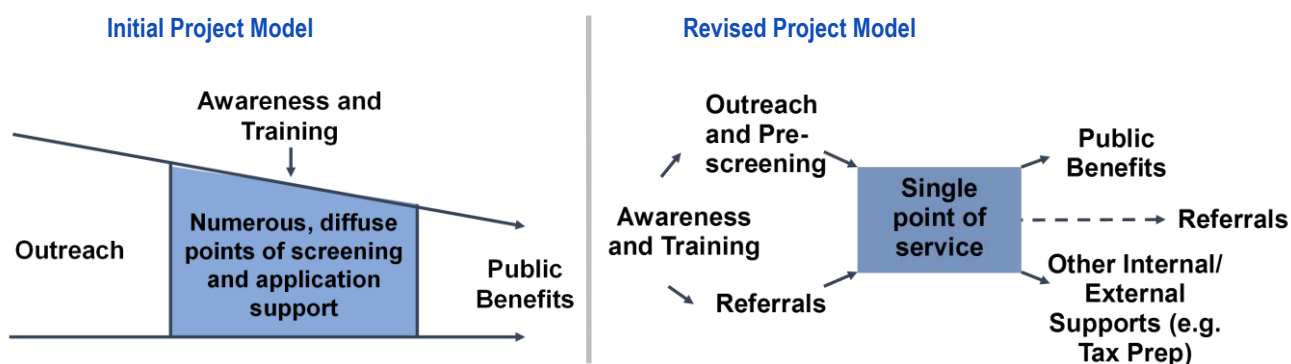 Initial Project Model
Awareness and
Training
Outreach
Numerous, diffuse
points of screening
and application
support
Public
Benefits
Revised Project Model
Outreach
and Pre-
screening
Awareness
and Training
Referrals
Single
point of
service
Public
Benefits
Referrals
Other Internal/
External
Supports (e.g.
Tax Prep)